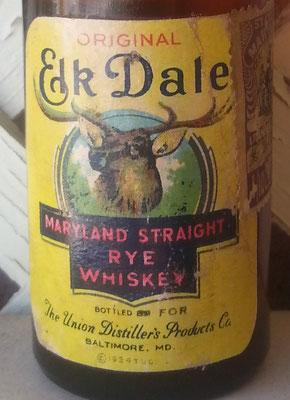 ORIGINAL
Elk Dale
MARYLAND STRAIGHT
RYE
WHISKEY
BOTTLED FOR
The Union Distiller's Products Co.
BALTIMORE, MD.